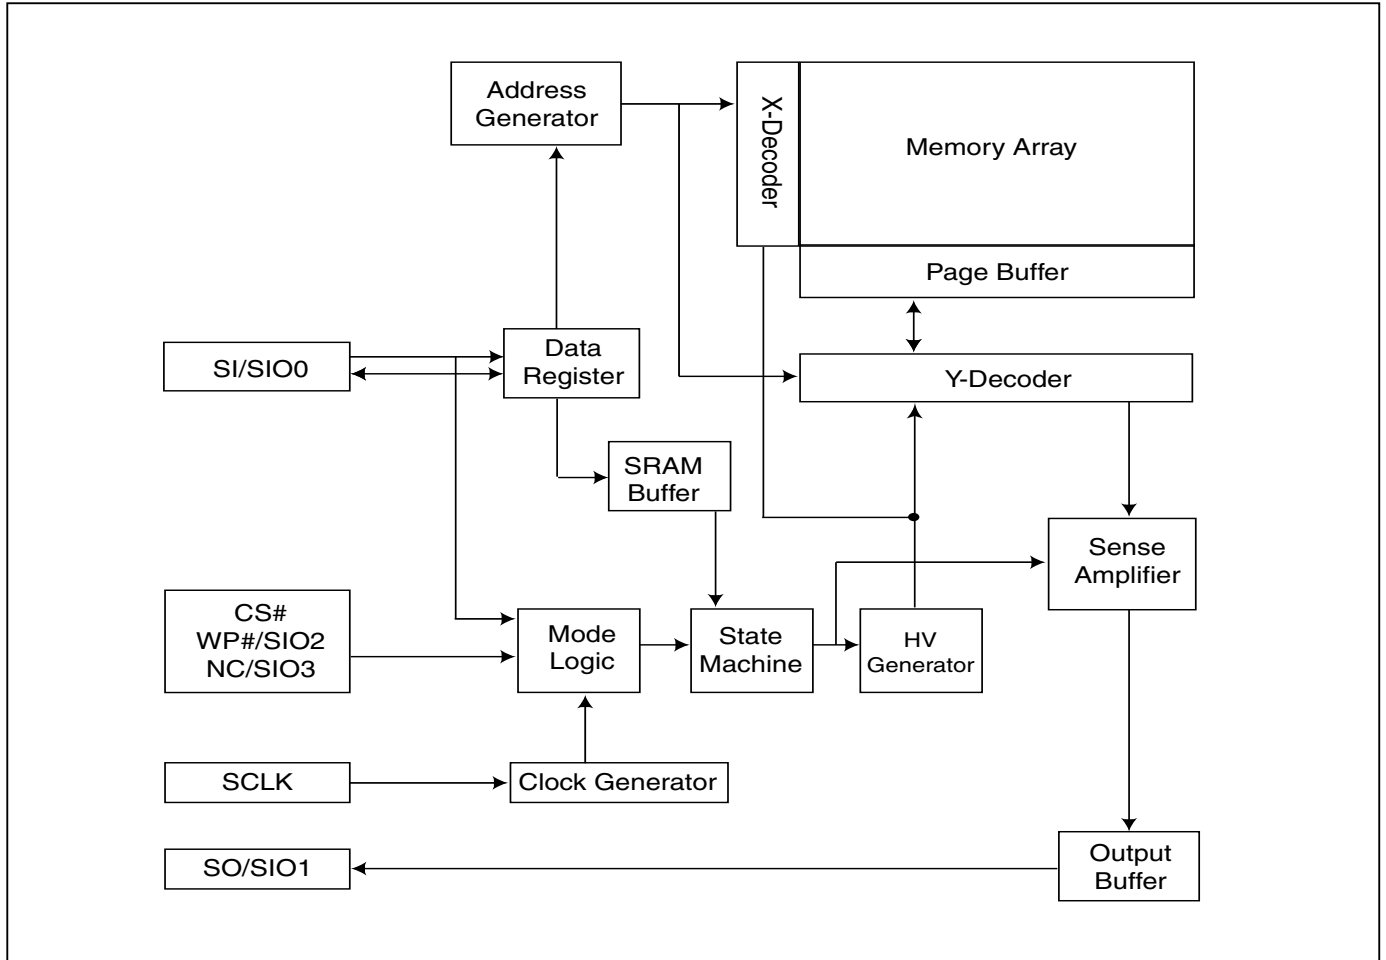 Address
Generator
X-Decoder
Memory Array
Page Buffer
SI/SIO0
Data
Register
Y-Decoder
SRAM
Buffer
Sense
Amplifier
CS#
WP#/SIO2
NC/SIO3
Mode
Logic
State
Machine
HV
Generator
SCLK
Clock Generator
SO/SIO1
Output
Buffer